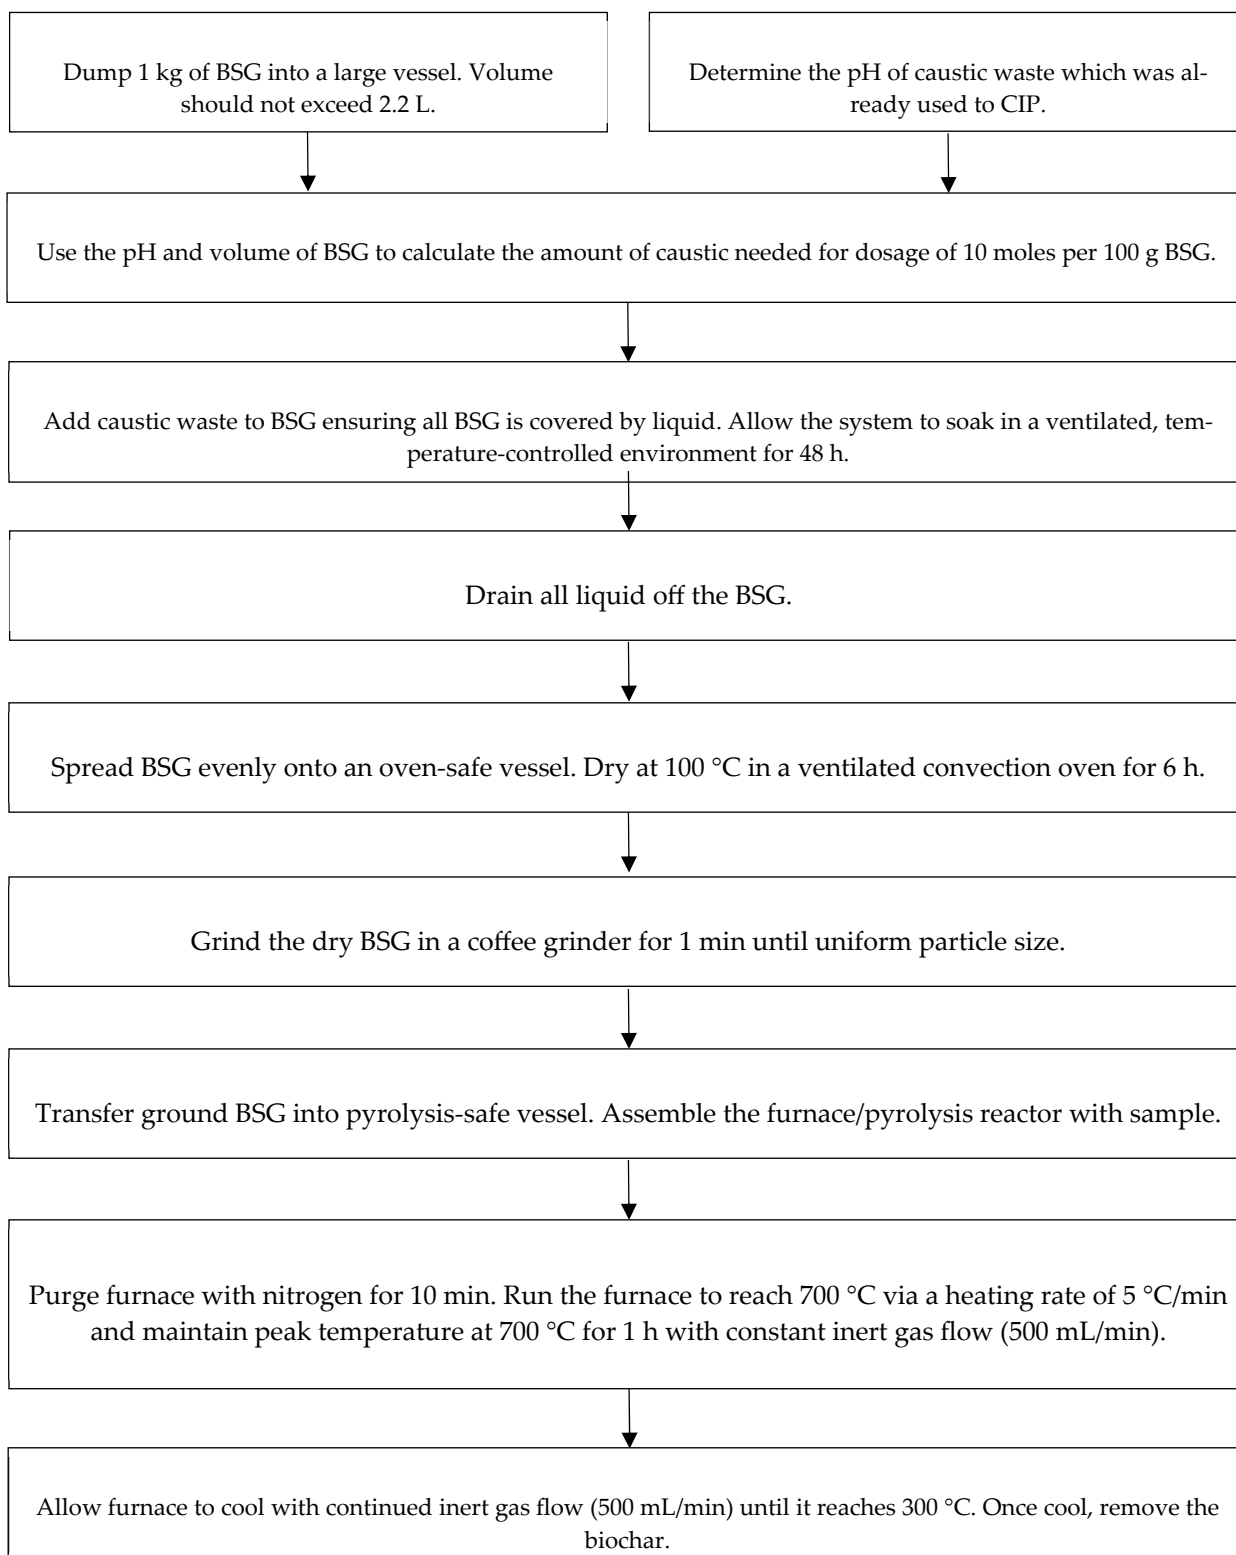 Dump 1 kg of BSG into a large vessel. Volume
should not exceed 2.2 L.
Determine the pH of caustic waste which was al-
ready used to CIP.
Use the pH and volume of BSG to calculate the amount of caustic needed for dosage of 10 moles per 100 g BSG.
Add caustic waste to BSG ensuring all BSG is covered by liquid. Allow the system to soak in a ventilated, tem-
perature-controlled environment for 48 h.
Drain all liquid off the BSG.
Spread BSG evenly onto an oven-safe vessel. Dry at 100 °C in a ventilated convection oven for 6 h.
Grind the dry BSG in a coffee grinder for 1 min until uniform particle size.
Transfer ground BSG into pyrolysis-safe vessel. Assemble the furnace/pyrolysis reactor with sample.
Purge furnace with nitrogen for 10 min. Run the furnace to reach 700 °C via a heating rate of 5 °C/min
and maintain peak temperature at 700 °C for 1 h with constant inert gas flow (500 mL/min).
Allow furnace to cool with continued inert gas flow (500 mL/min) until it reaches 300 °C. Once cool, remove the
biochar.